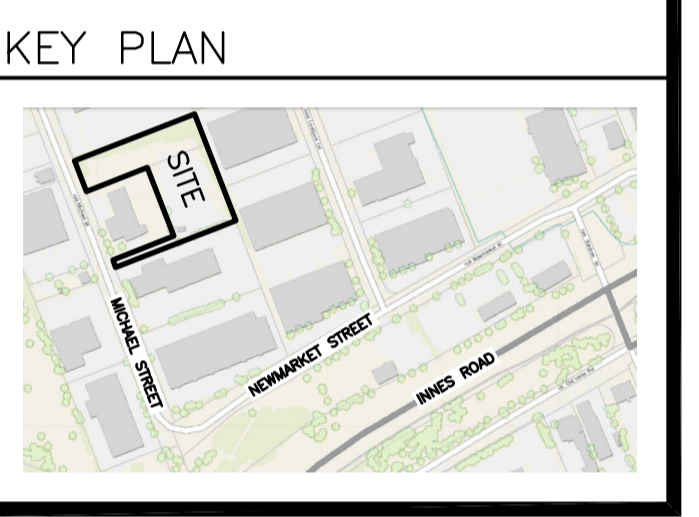 KEY PLAN
SITE
MICHAEL STREET
NEWMARKET STREET
INNES ROAD